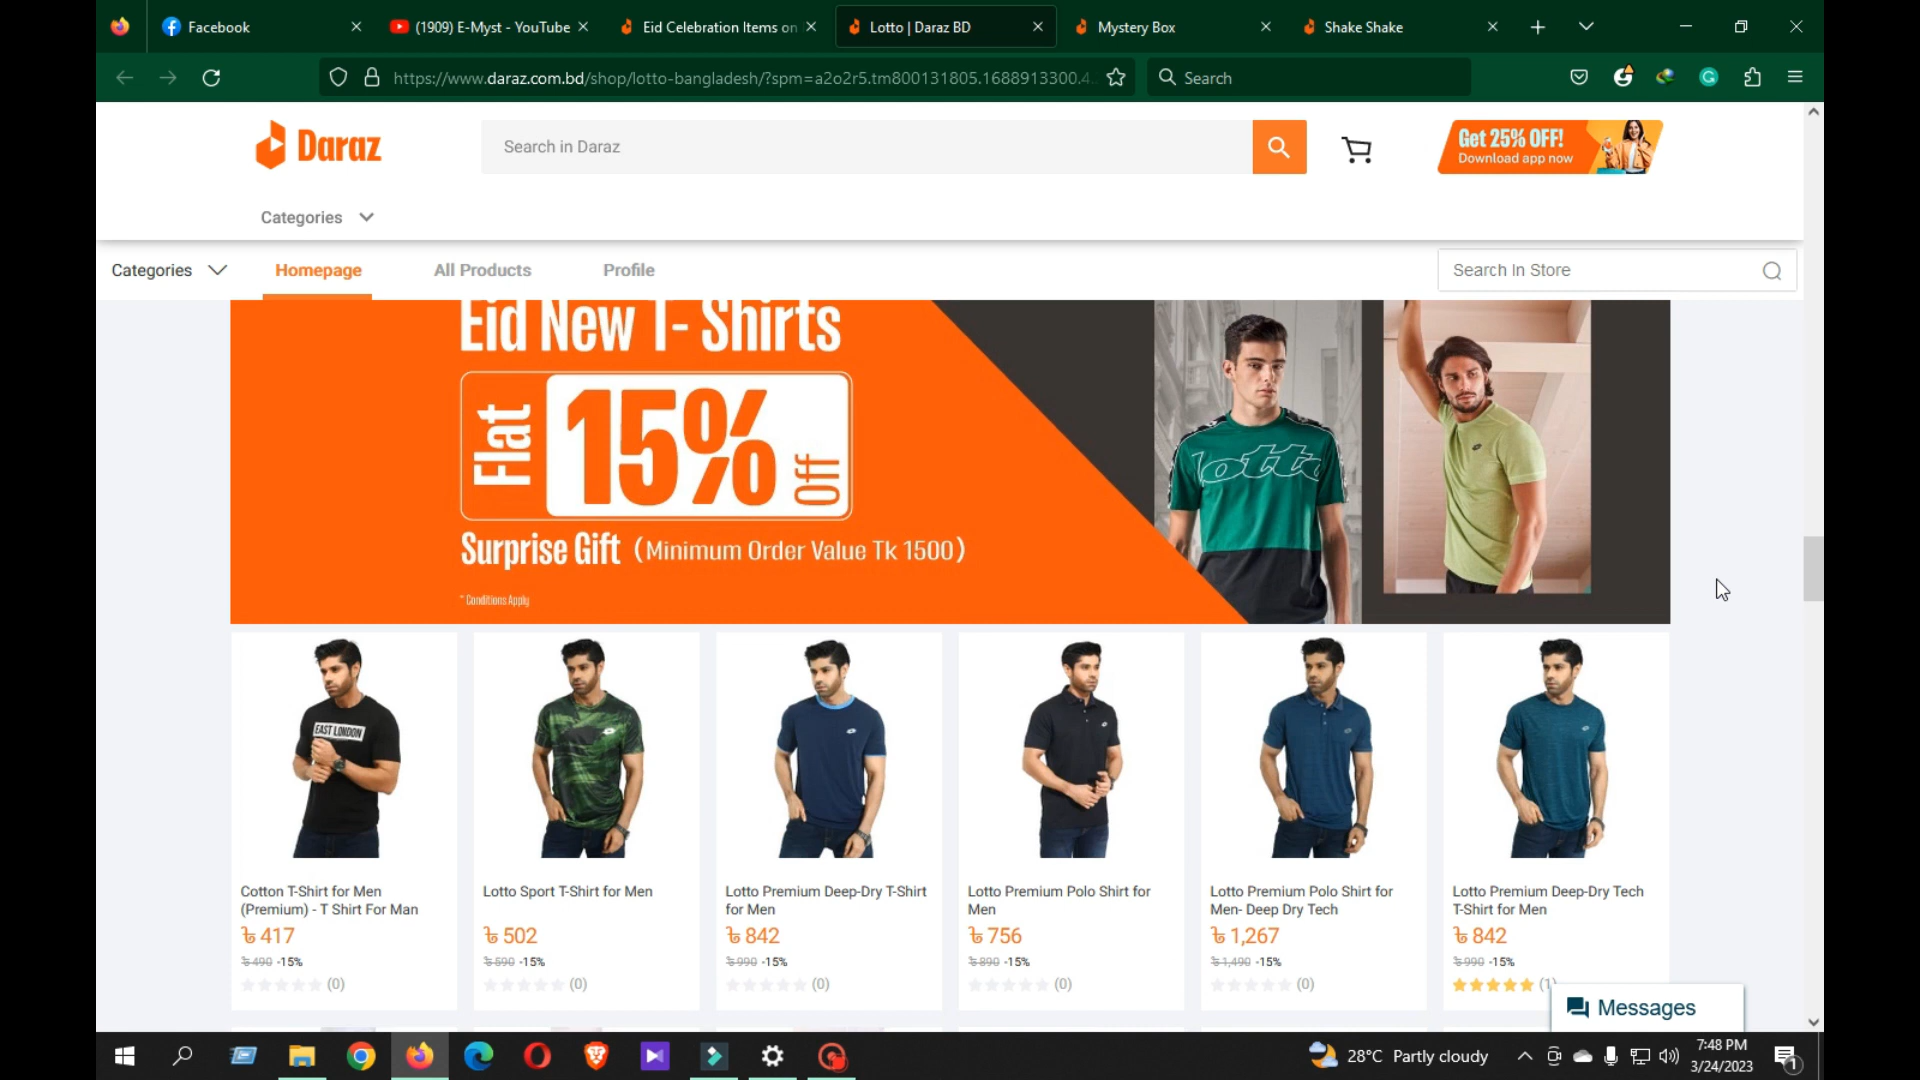 Facebook
(1909) E-Myst - YouTube
Eid Celebration Items on
Lotto | Daraz BD
Mystery Box
Shake Shake
https://www.daraz.com.bd/shop/lotto-bangladesh/?spm=a2o2r5.tm800131805.1688913300.4..
Search
Daraz
Search in Daraz
Get 25% OFF!
Download app now
Categories
Categories
Homepage
All Products
Profile
Search In Store
Eid New T- Shirts
Flat 15% Off
Surprise Gift (Minimum Order Value Tk 1500)
* Conditions Apply
lotto
EAST LONDON
Cotton T-Shirt for Men
(Premium) - T Shirt For Man
৳ 417
৳ 490 -15%
(0)
Lotto Sport T-Shirt for Men
৳ 502
৳ 590 -15%
(0)
Lotto Premium Deep-Dry T-Shirt
for Men
৳ 842
৳ 990 -15%
(0)
Lotto Premium Polo Shirt for
Men
৳ 756
৳ 890 -15%
(0)
Lotto Premium Polo Shirt for
Men- Deep Dry Tech
৳ 1,267
৳ 1,490 -15%
(0)
Lotto Premium Deep-Dry Tech
T-Shirt for Men
৳ 842
৳ 990 -15%
(1)
Messages
28°C Partly cloudy
7:48 PM
3/24/2023
1